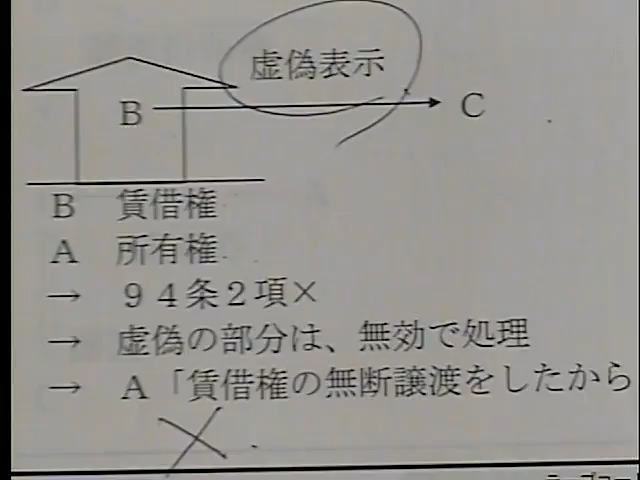 虚偽表示
B C
B 賃借権
A 所有権
→ 94条2項×
→ 虚偽の部分は、無効で処理
→ A「賃借権の無断譲渡をしたから
×